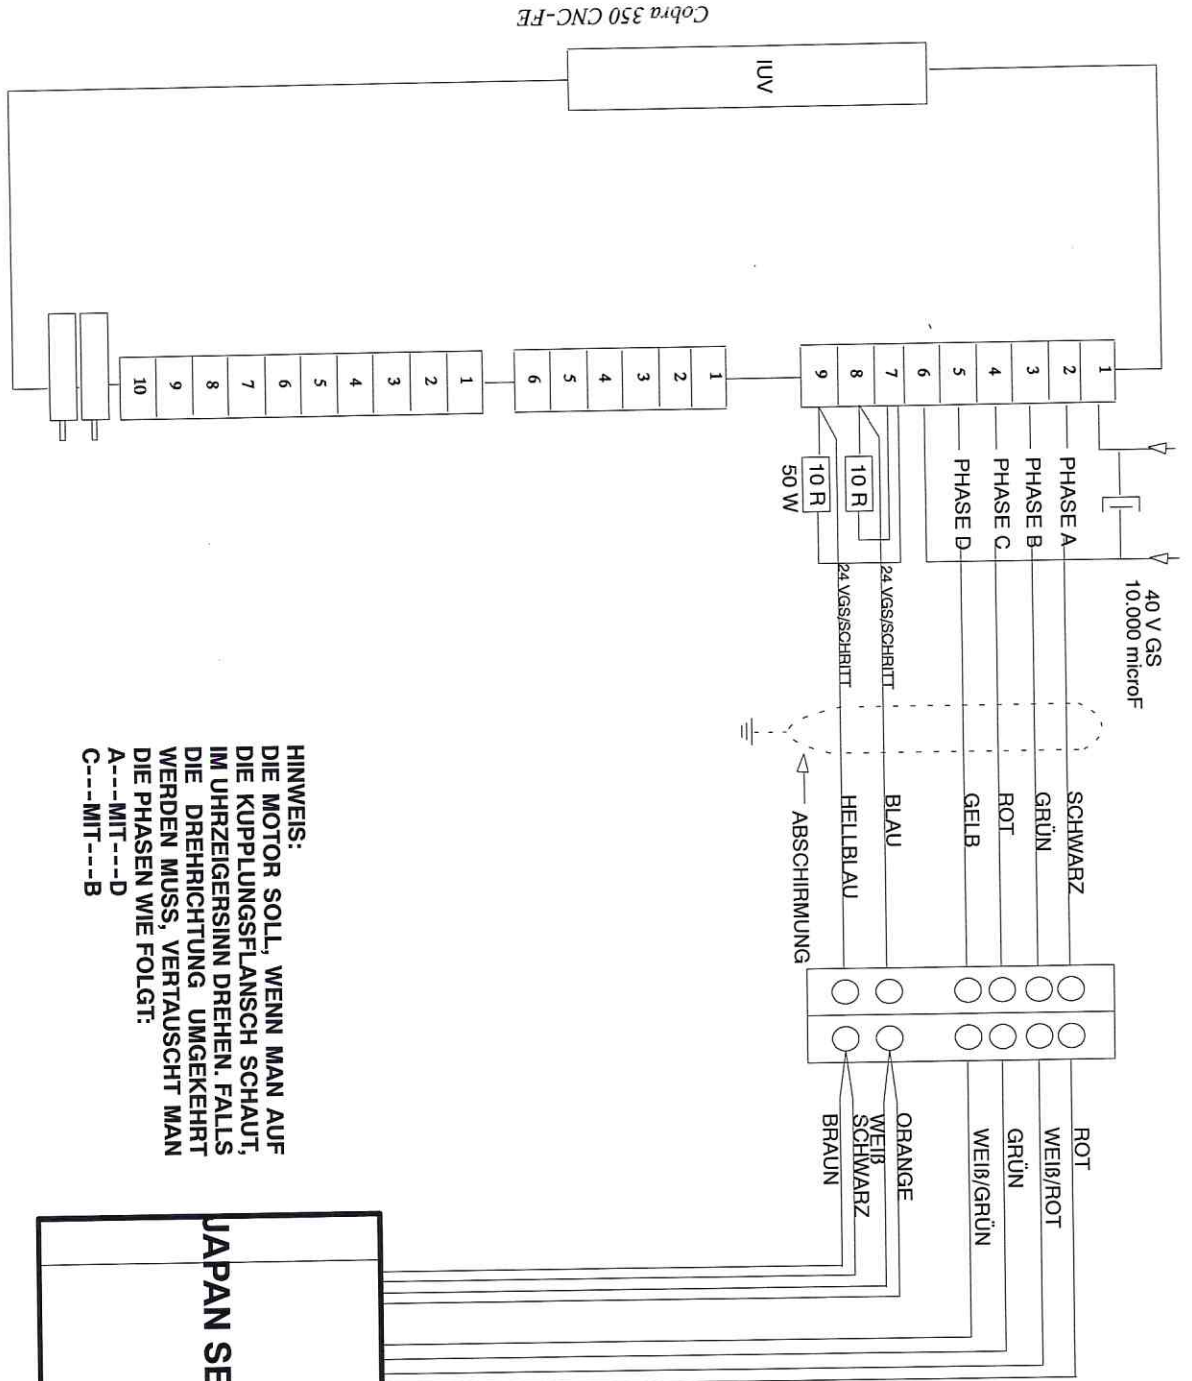 Cobra 350 CNC-FE
IUV
40 V GS
10.000 microF
1
2
3
4
5
6
7
8
9
1
2
3
4
5
6
1
2
3
4
5
6
7
8
9
10
PHASE A
PHASE B
PHASE C
PHASE D
10 R
10 R
50 W
24 VGS/SCHRITT
24 VGS/SCHRITT
SCHWARZ
GRÜN
ROT
GELB
BLAU
HELLBLAU
ABSCHIRMUNG
ROT
WEIß/ROT
GRÜN
WEIß/GRÜN
ORANGE
WEIß
SCHWARZ
BRAUN
HINWEIS:
DIE MOTOR SOLL, WENN MAN AUF
DIE KUPPLUNGSFLANSCH SCHAUT,
IM UHRZEIGERSINN DREHEN. FALLS
DIE DREHRICHTUNG UMGEKEHRT
WERDEN MUSS, VERTAUSCHT MAN
DIE PHASEN WIE FOLGT:
A---MIT---D
C---MIT---B
JAPAN SE